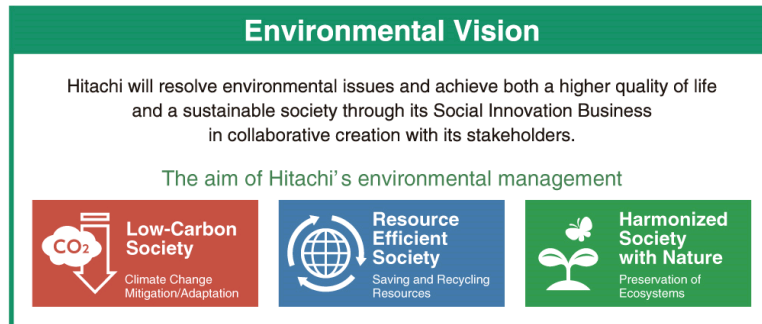 Environmental Vision
Hitachi will resolve environmental issues and achieve both a higher quality of life
and a sustainable society through its Social Innovation Business
in collaborative creation with its stakeholders.
The aim of Hitachi's environmental management
CO2
Low-Carbon
Society
Climate Change
Mitigation/Adaptation
Resource
Efficient
Society
Saving and Recycling
Resources
Harmonized
Society
with Nature
Preservation of
Ecosystems